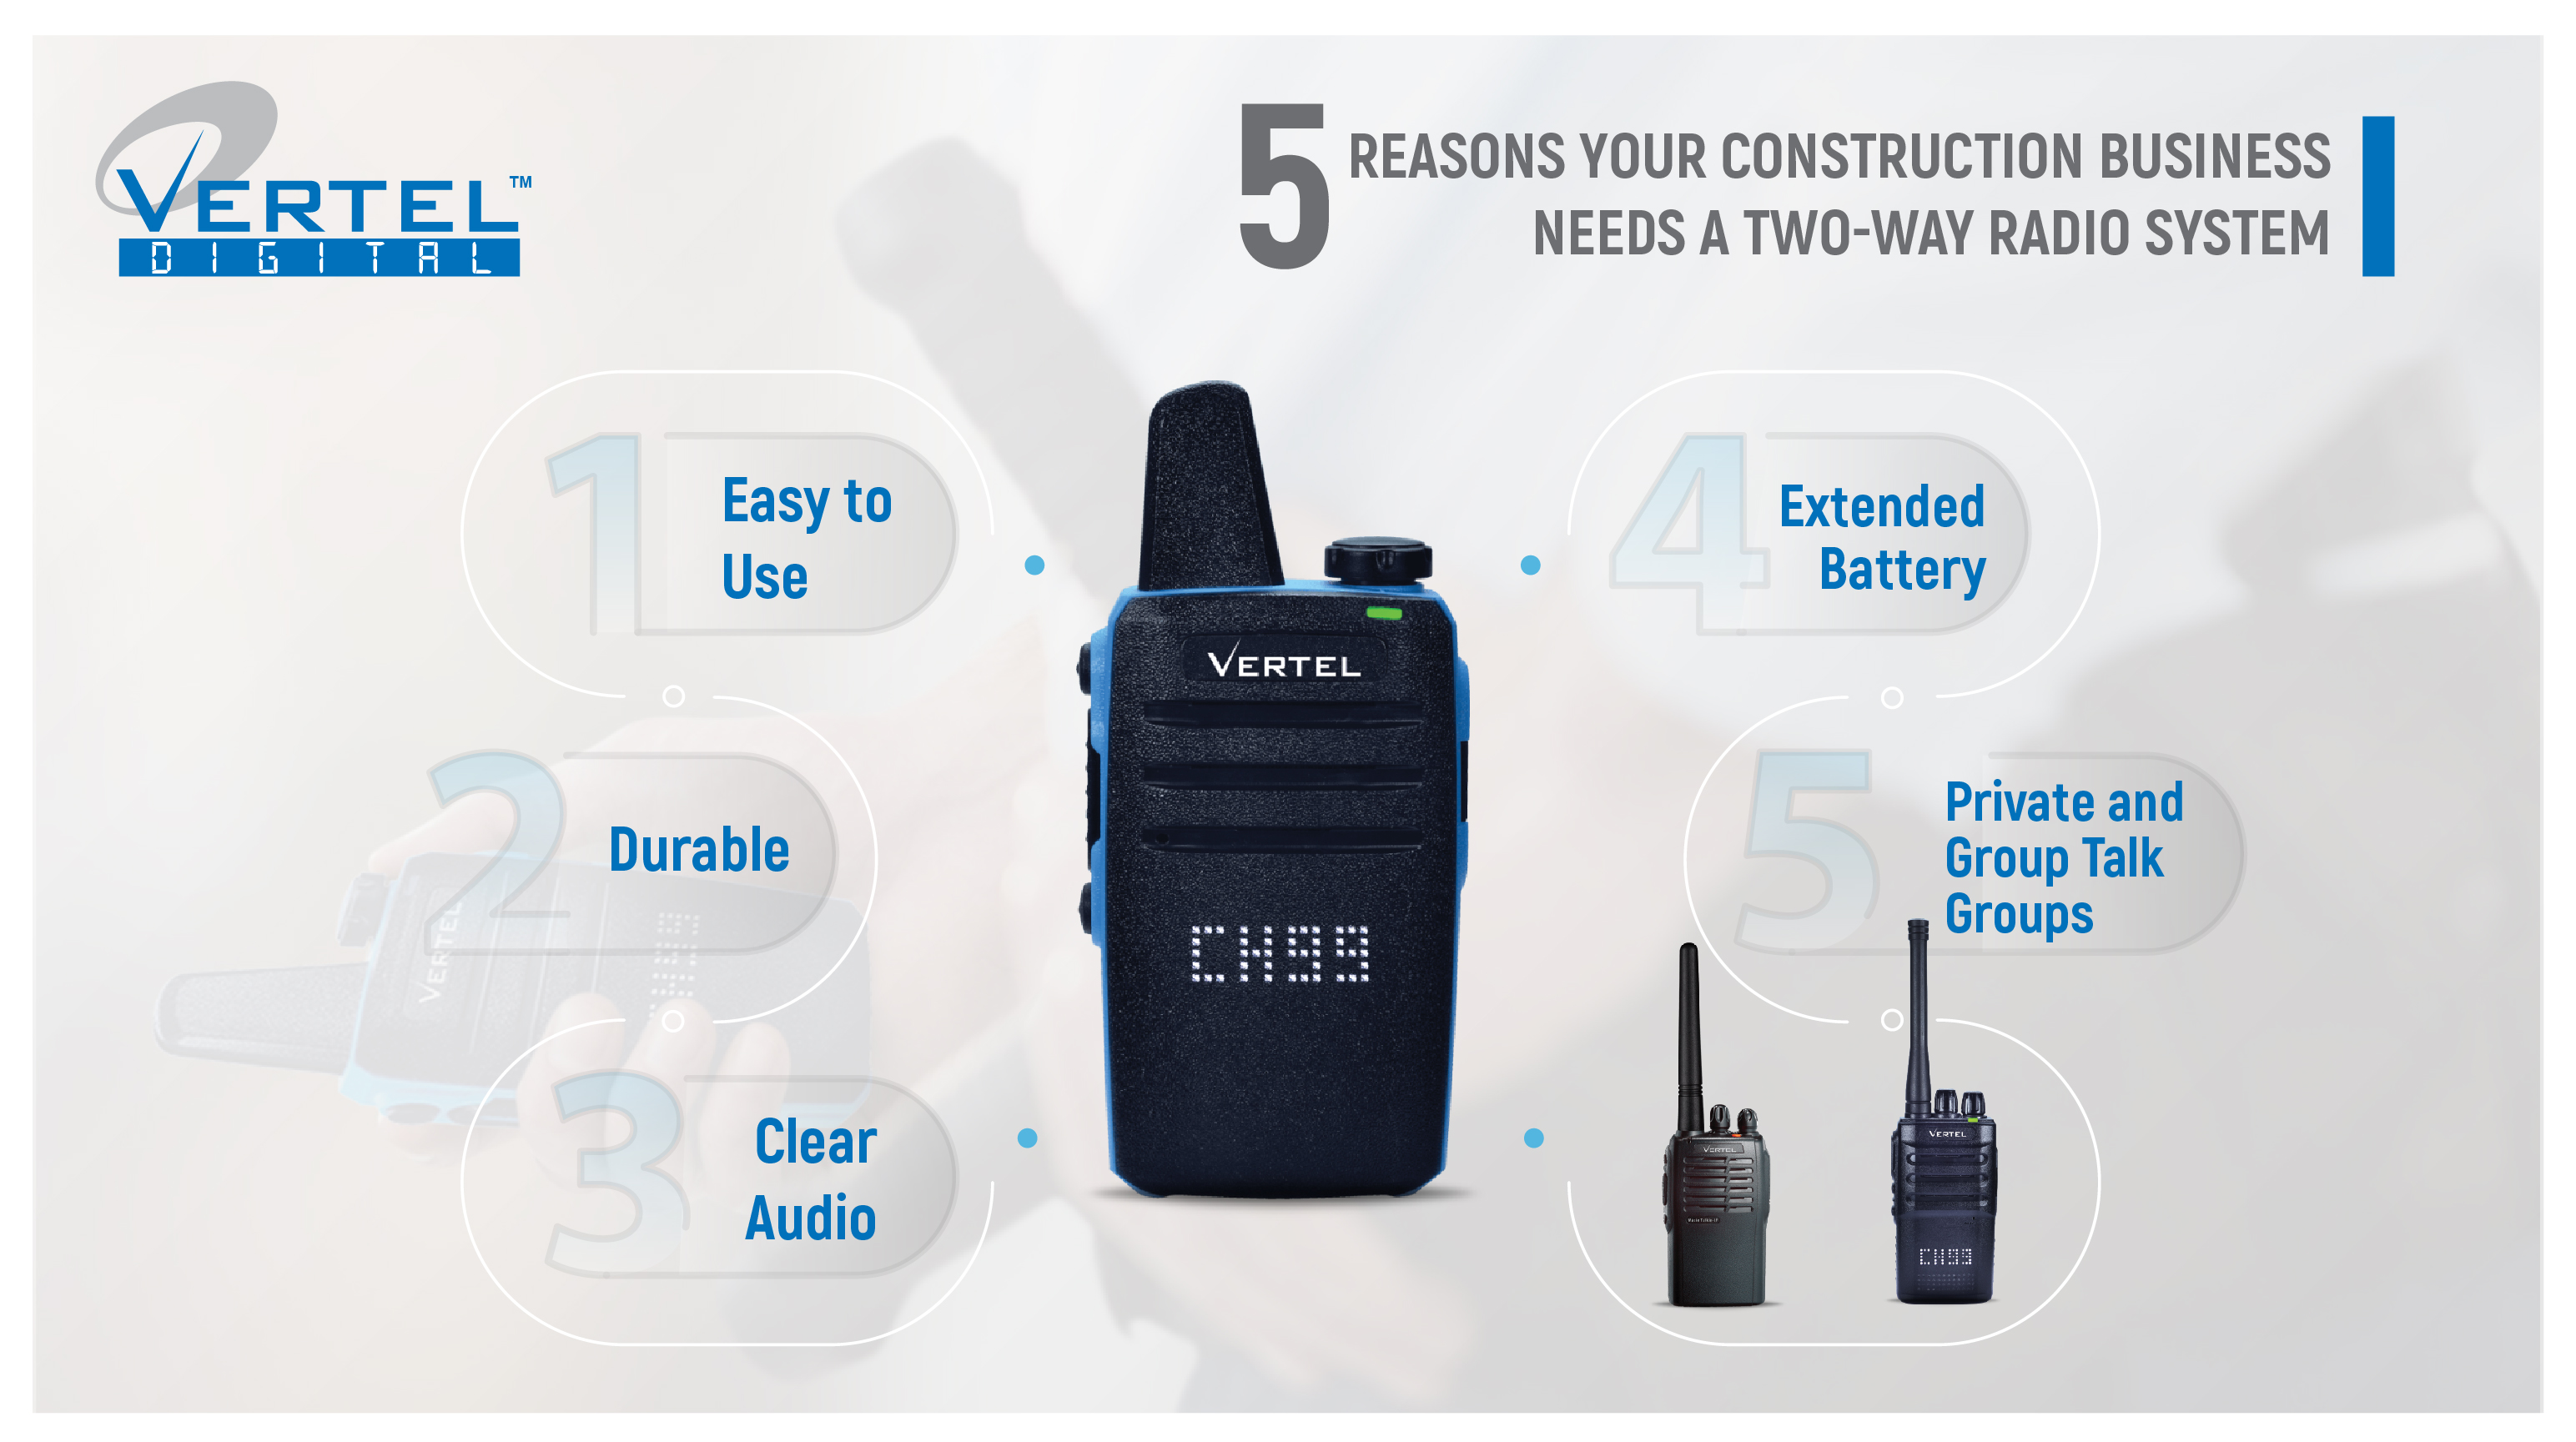 VERTEL™
DIGITAL
5 REASONS YOUR CONSTRUCTION BUSINESS
NEEDS A TWO-WAY RADIO SYSTEM
1
Easy to
Use
2
Durable
3
Clear
Audio
4
Extended
Battery
5
Private and
Group Talk
Groups
VERTEL
CH99
VERTEL
VERTEL
VERTEL
CH99